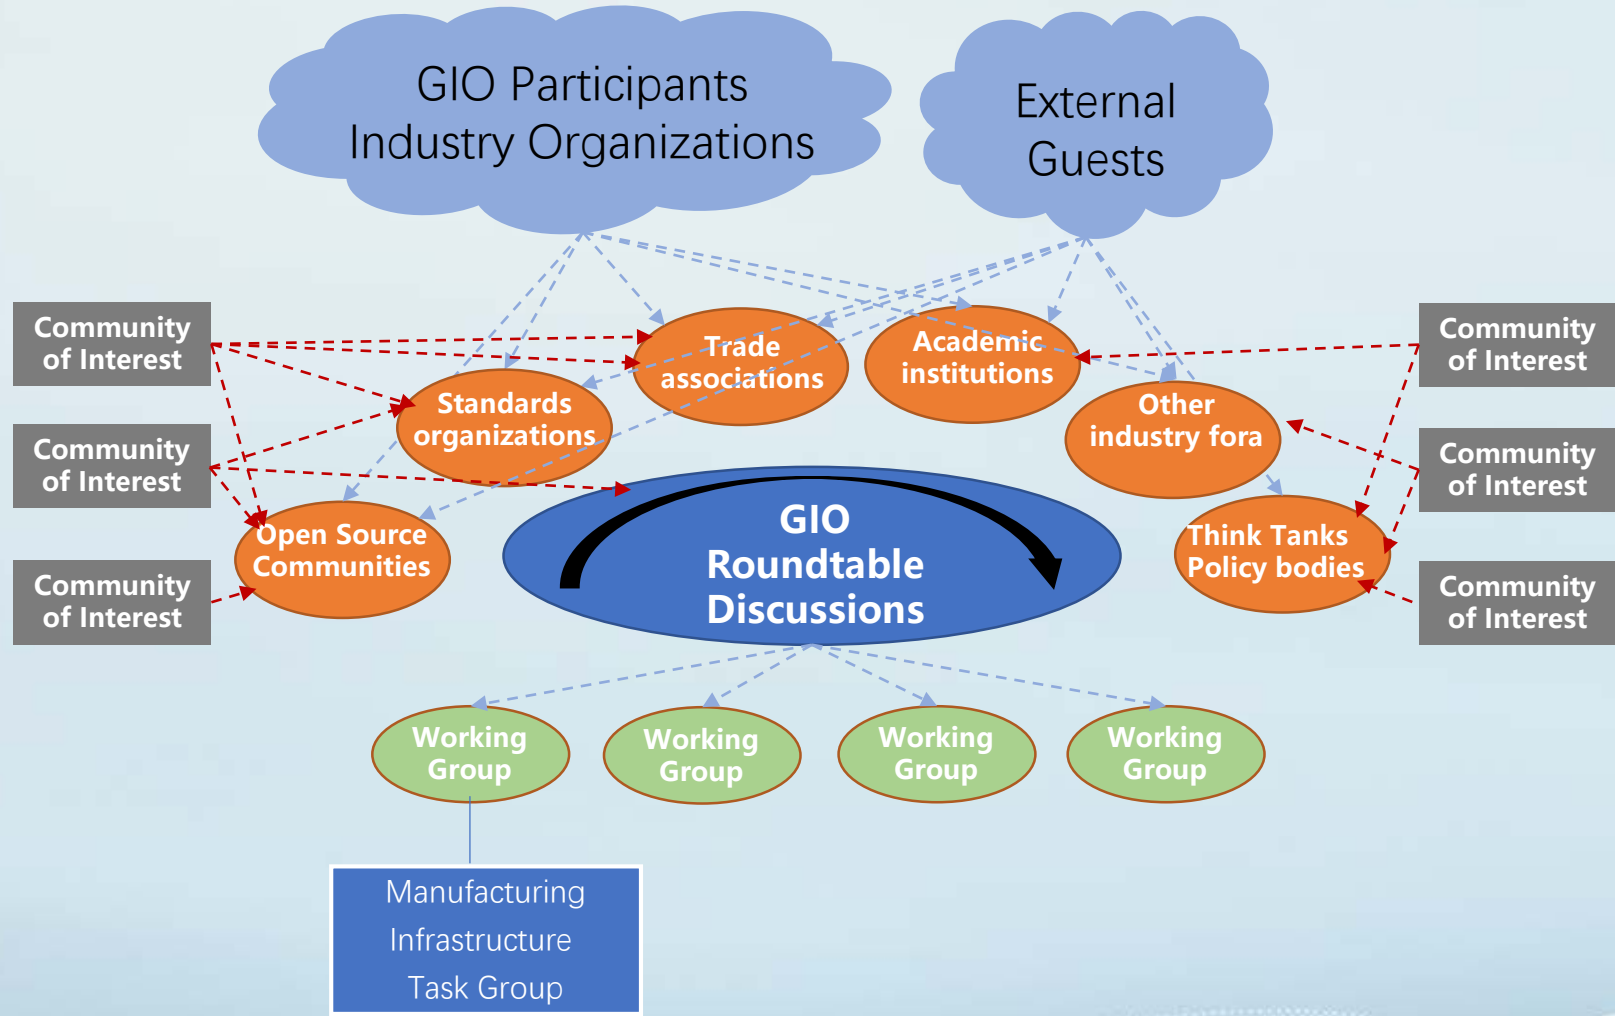 GIO Participants
Industry Organizations
External
Guests
Community
of Interest
Trade
associations
Academic
institutions
Community
of Interest
Standards
organizations
Other
industry fora
Community
of Interest
Community
of Interest
Open Source
Communities
GIO
Roundtable
Discussions
Think Tanks
Policy bodies
Community
of Interest
Community
of Interest
Working
Group
Working
Group
Working
Group
Working
Group
Manufacturing
Infrastructure
Task Group